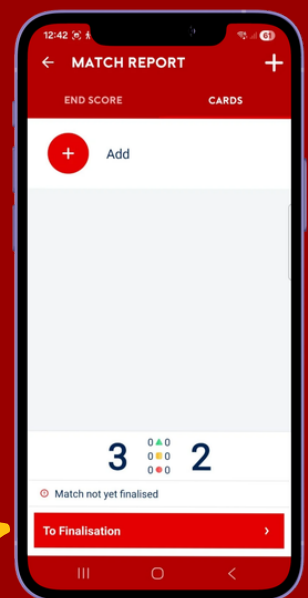 12:42
61
MATCH REPORT
END SCORE
CARDS
Add
3
0 0
0 0
0 0
2
Match not yet finalised
To Finalisation